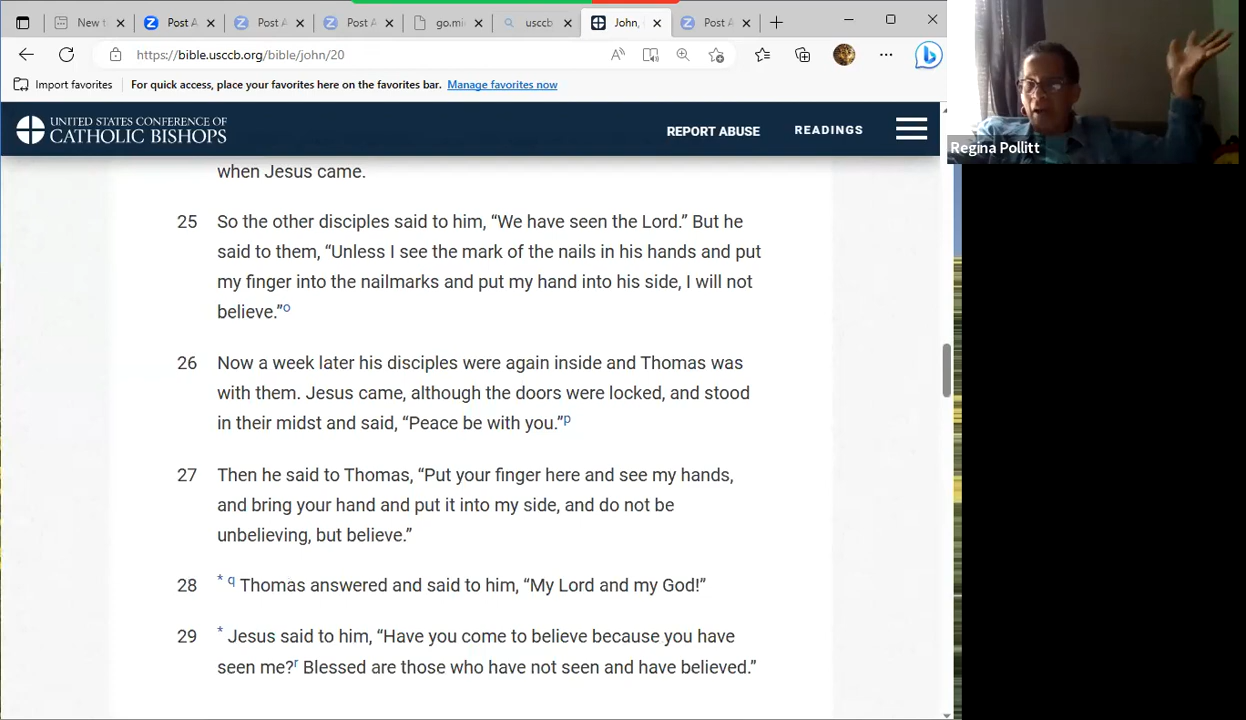 New t
Post A
Post A
Post A
go.mi
usccb
John,
Post A
https://bible.usccb.org/bible/john/20
Import favorites
For quick access, place your favorites here on the favorites bar. Manage favorites now
UNITED STATES CONFERENCE OF
CATHOLIC BISHOPS
REPORT ABUSE
READINGS
Regina Pollitt
when Jesus came.
25 So the other disciples said to him, “We have seen the Lord.” But he
said to them, “Unless I see the mark of the nails in his hands and put
my finger into the nailmarks and put my hand into his side, I will not
believe.”o
26 Now a week later his disciples were again inside and Thomas was
with them. Jesus came, although the doors were locked, and stood
in their midst and said, “Peace be with you.”p
27 Then he said to Thomas, “Put your finger here and see my hands,
and bring your hand and put it into my side, and do not be
unbelieving, but believe.”
28 * q Thomas answered and said to him, “My Lord and my God!”
29 * Jesus said to him, “Have you come to believe because you have
seen me?r Blessed are those who have not seen and have believed.”